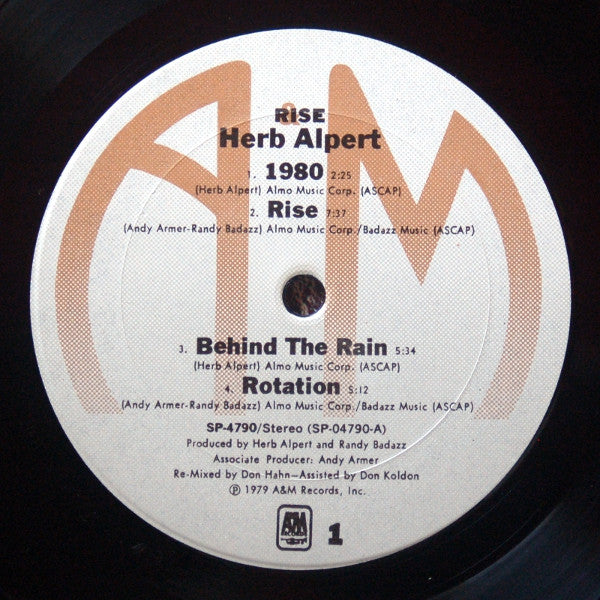 A&M
RISE
Herb Alpert
1. 1980 2:25
(Herb Alpert) Almo Music Corp. (ASCAP)
2. Rise 7:37
(Andy Armer-Randy Badazz) Almo Music Corp./Badazz Music (ASCAP)
3. Behind The Rain 5:34
(Herb Alpert) Almo Music Corp. (ASCAP)
4. Rotation 5:12
(Andy Armer-Randy Badazz) Almo Music Corp./Badazz Music (ASCAP)
SP-4790/Stereo (SP-04790-A)
Produced by Herb Alpert and Randy Badazz
Associate Producer: Andy Armer
Re-Mixed by Don Hahn—Assisted by Don Koldon
℗ 1979 A&M Records, Inc.
A&M
RECORDS
1